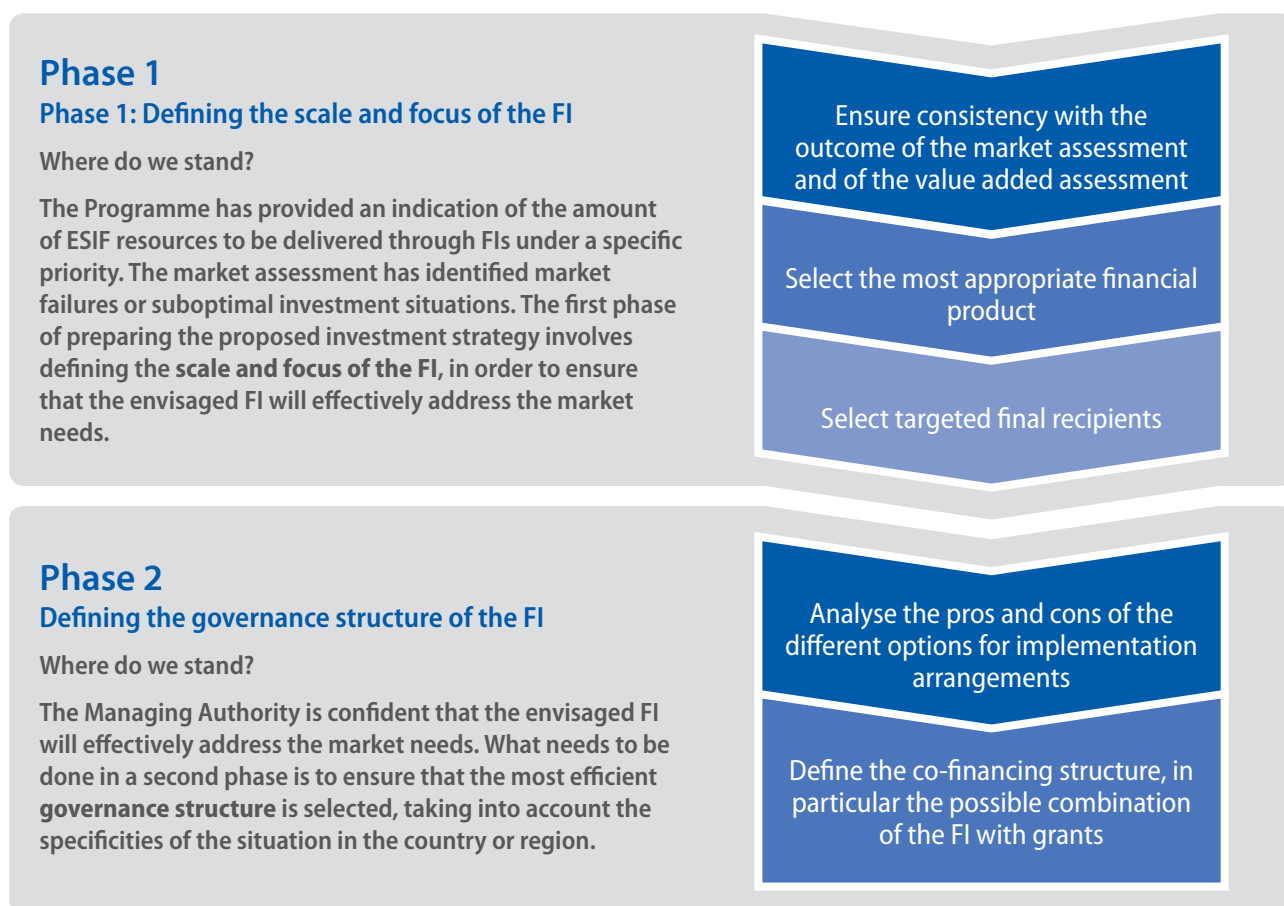 Phase 1
Phase 1: Defining the scale and focus of the FI
Where do we stand?
The Programme has provided an indication of the amount
of ESIF resources to be delivered through FIs under a specific
priority. The market assessment has identified market
failures or suboptimal investment situations. The first phase
of preparing the proposed investment strategy involves
defining the scale and focus of the FI, in order to ensure
that the envisaged FI will effectively address the market
needs.
Ensure consistency with the
outcome of the market assessment
and of the value added assessment
Select the most appropriate financial
product
Select targeted final recipients
Phase 2
Defining the governance structure of the FI
Where do we stand?
The Managing Authority is confident that the envisaged FI
will effectively address the market needs. What needs to be
done in a second phase is to ensure that the most efficient
governance structure is selected, taking into account the
specificities of the situation in the country or region.
Analyse the pros and cons of the
different options for implementation
arrangements
Define the co-financing structure, in
particular the possible combination
of the FI with grants